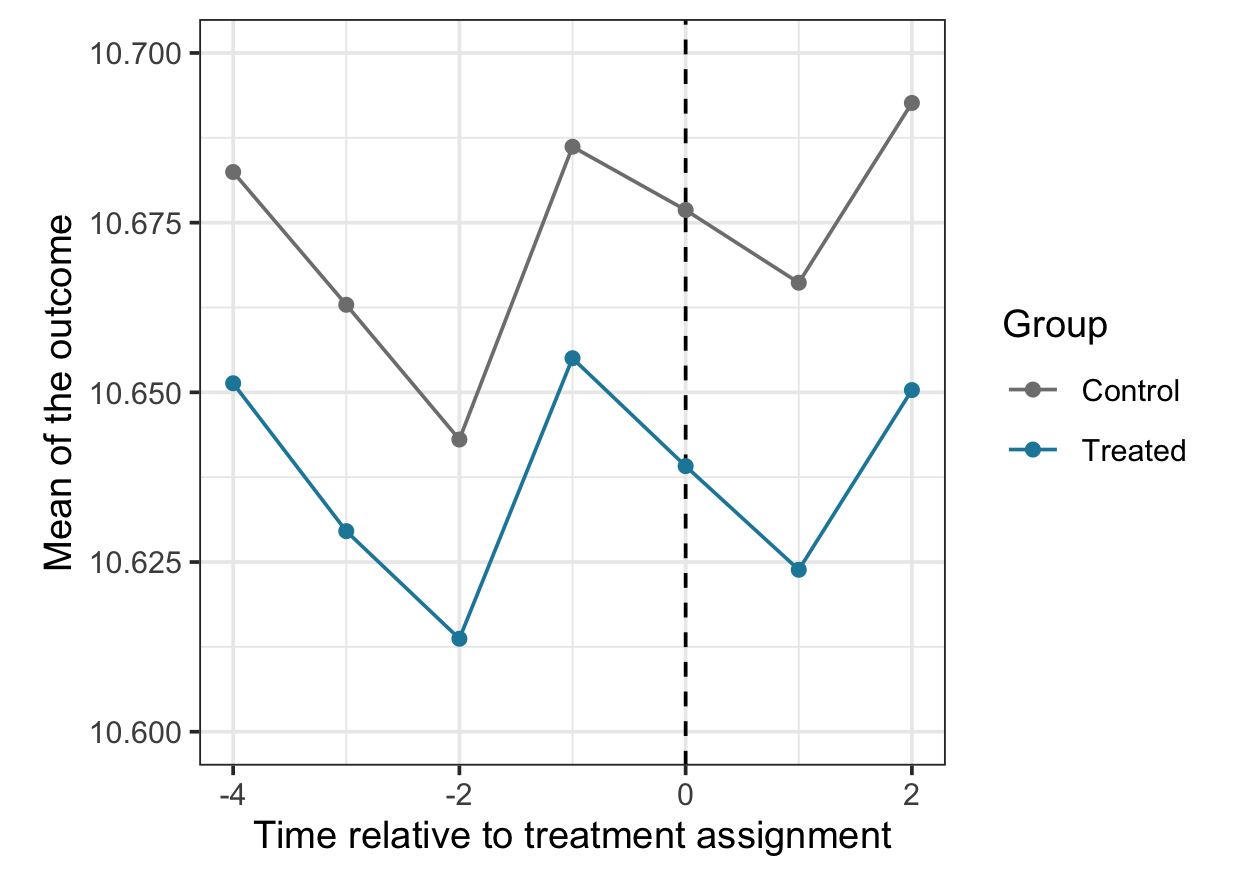 10.700
10.675
10.650
10.625
10.600
Mean of the outcome
-4
-2
0
2
Time relative to treatment assignment
Group
Control
Treated